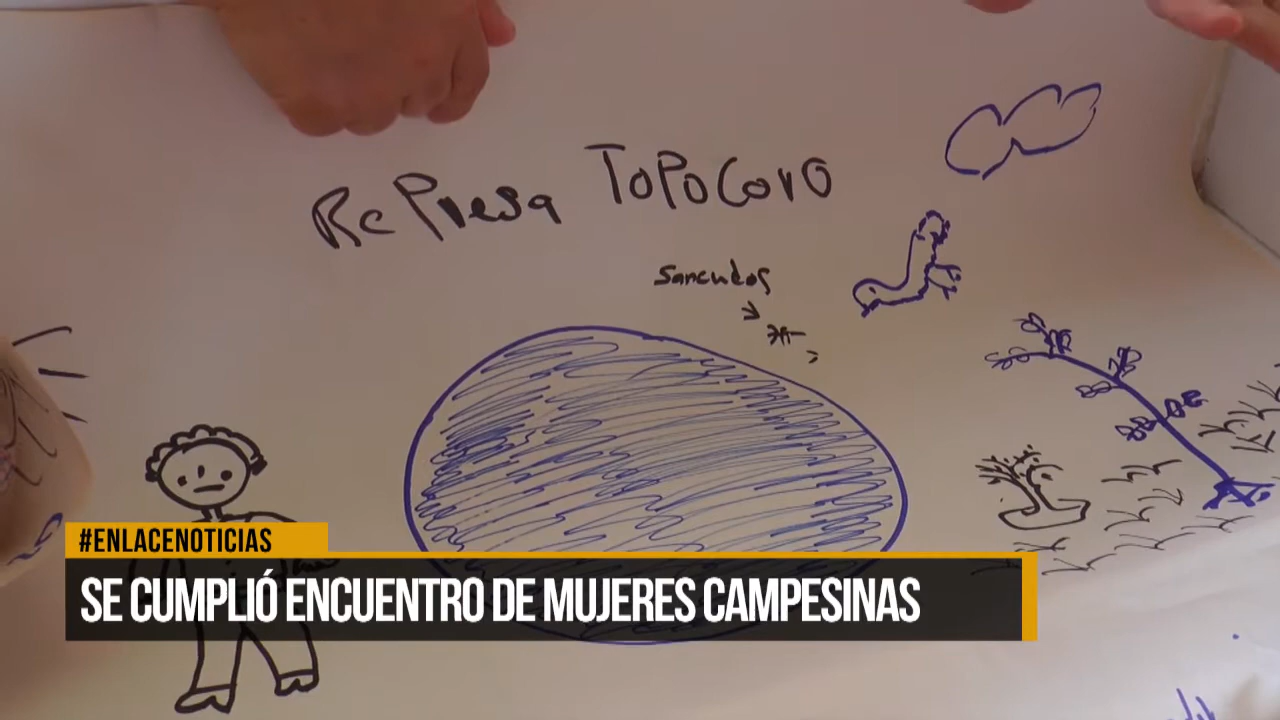 Represa Topocoro
Sancudos
#ENLACENOTICIAS
SE CUMPLIÓ ENCUENTRO DE MUJERES CAMPESINAS